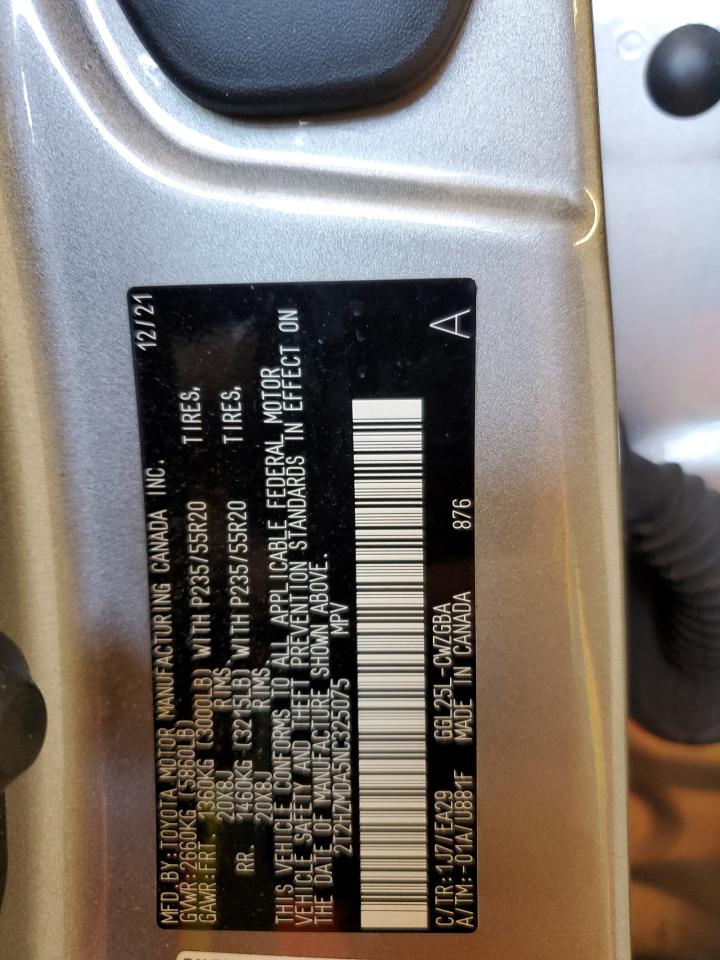 MFD.BY:TOYOTA MOTOR MANUFACTURING CANADA INC. 12/21
GVWR:2660KG (5860LB)
GAWR:FRT. 1360KG (3000LB) WITH P235/55R20 TIRES,
20X8J RIMS,
RR. 1460KG (3215LB) WITH P235/55R20 TIRES,
20X8J RIMS.
THIS VEHICLE CONFORMS TO ALL APPLICABLE FEDERAL MOTOR
VEHICLE SAFETY AND THEFT PREVENTION STANDARDS IN EFFECT ON
THE DATE OF MANUFACTURE SHOWN ABOVE.
2T2HZMDA5NC325075 MPV
A
C/TR:1J7/EA29 GGL25L-CWZGBA
A/TM:-01A/U881F MADE IN CANADA 876